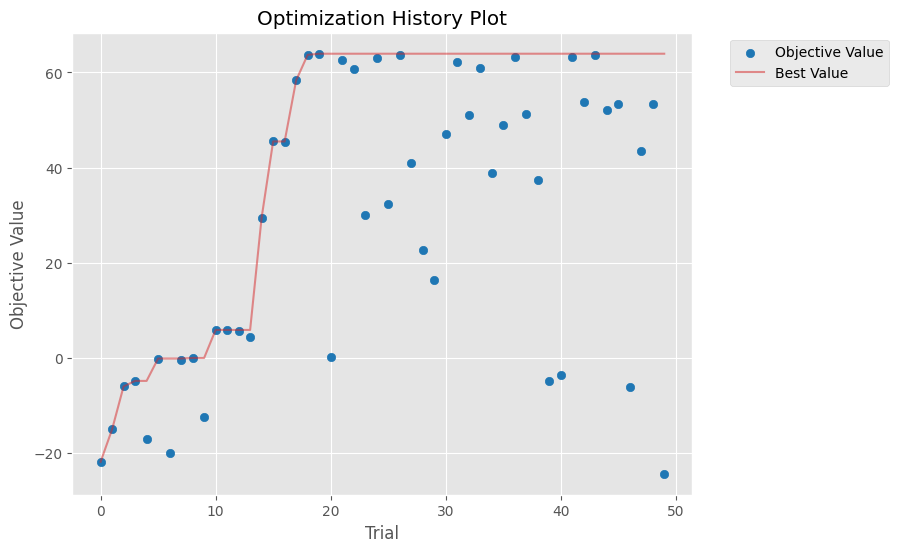 Optimization History Plot
Objective Value
Best Value
Objective Value
60
40
20
0
−20
0 10 20 30 40 50
Trial